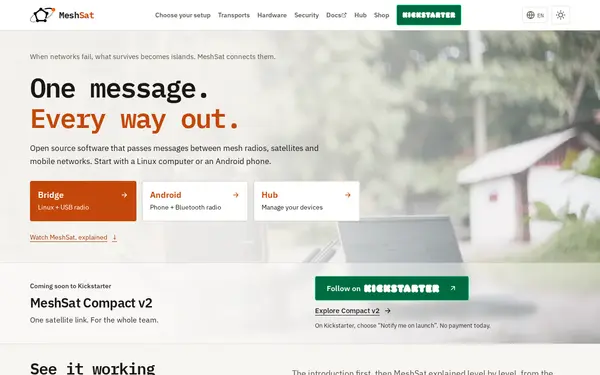 MeshSat
Choose your setup
Transports
Hardware
Security
Docs
Hub
Shop
KICKSTARTER
EN
When networks fail, what survives becomes islands. MeshSat connects them.
One message.
Every way out.
Open source software that passes messages between mesh radios, satellites and
mobile networks. Start with a Linux computer or an Android phone.
Bridge →
Linux + USB radio
Android →
Phone + Bluetooth radio
Hub →
Manage your devices
Watch MeshSat, explained ↓
Coming soon to Kickstarter
MeshSat Compact v2
One satellite link. For the whole team.
Follow on KICKSTARTER ↗
Explore Compact v2 →
On Kickstarter, choose "Notify me on launch". No payment today.
See it working
The introduction first, then MeshSat explained level by level, from the